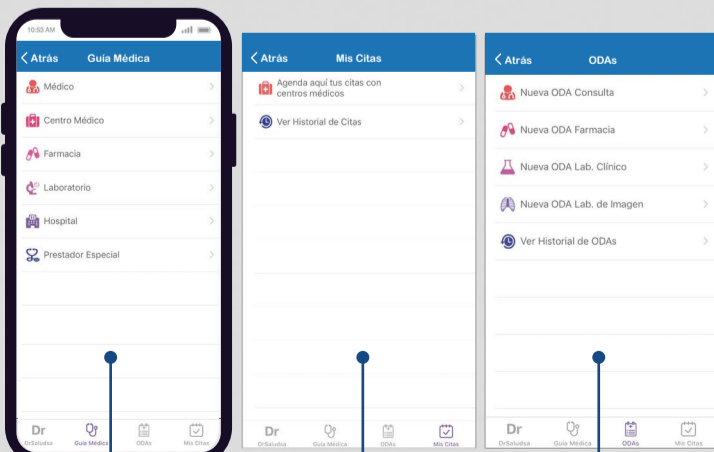 10:53 AM
Atrás
Guía Médica
Médico
Centro Médico
Farmacia
Laboratorio
Hospital
Prestador Especial
Dr
DrSaludsa
Guía Médica
ODAs
Mis Citas
Atrás
Mis Citas
Agenda aquí tus citas con
centros médicos
Ver Historial de Citas
Dr
DrSaludsa
Guía Médica
ODAs
Mis Citas
Atrás
ODAs
Nueva ODA Consulta
Nueva ODA Farmacia
Nueva ODA Lab. Clínico
Nueva ODA Lab. de Imagen
Ver Historial de ODAs
Dr
DrSaludsa
Guía Médica
ODAs
Mis Citas